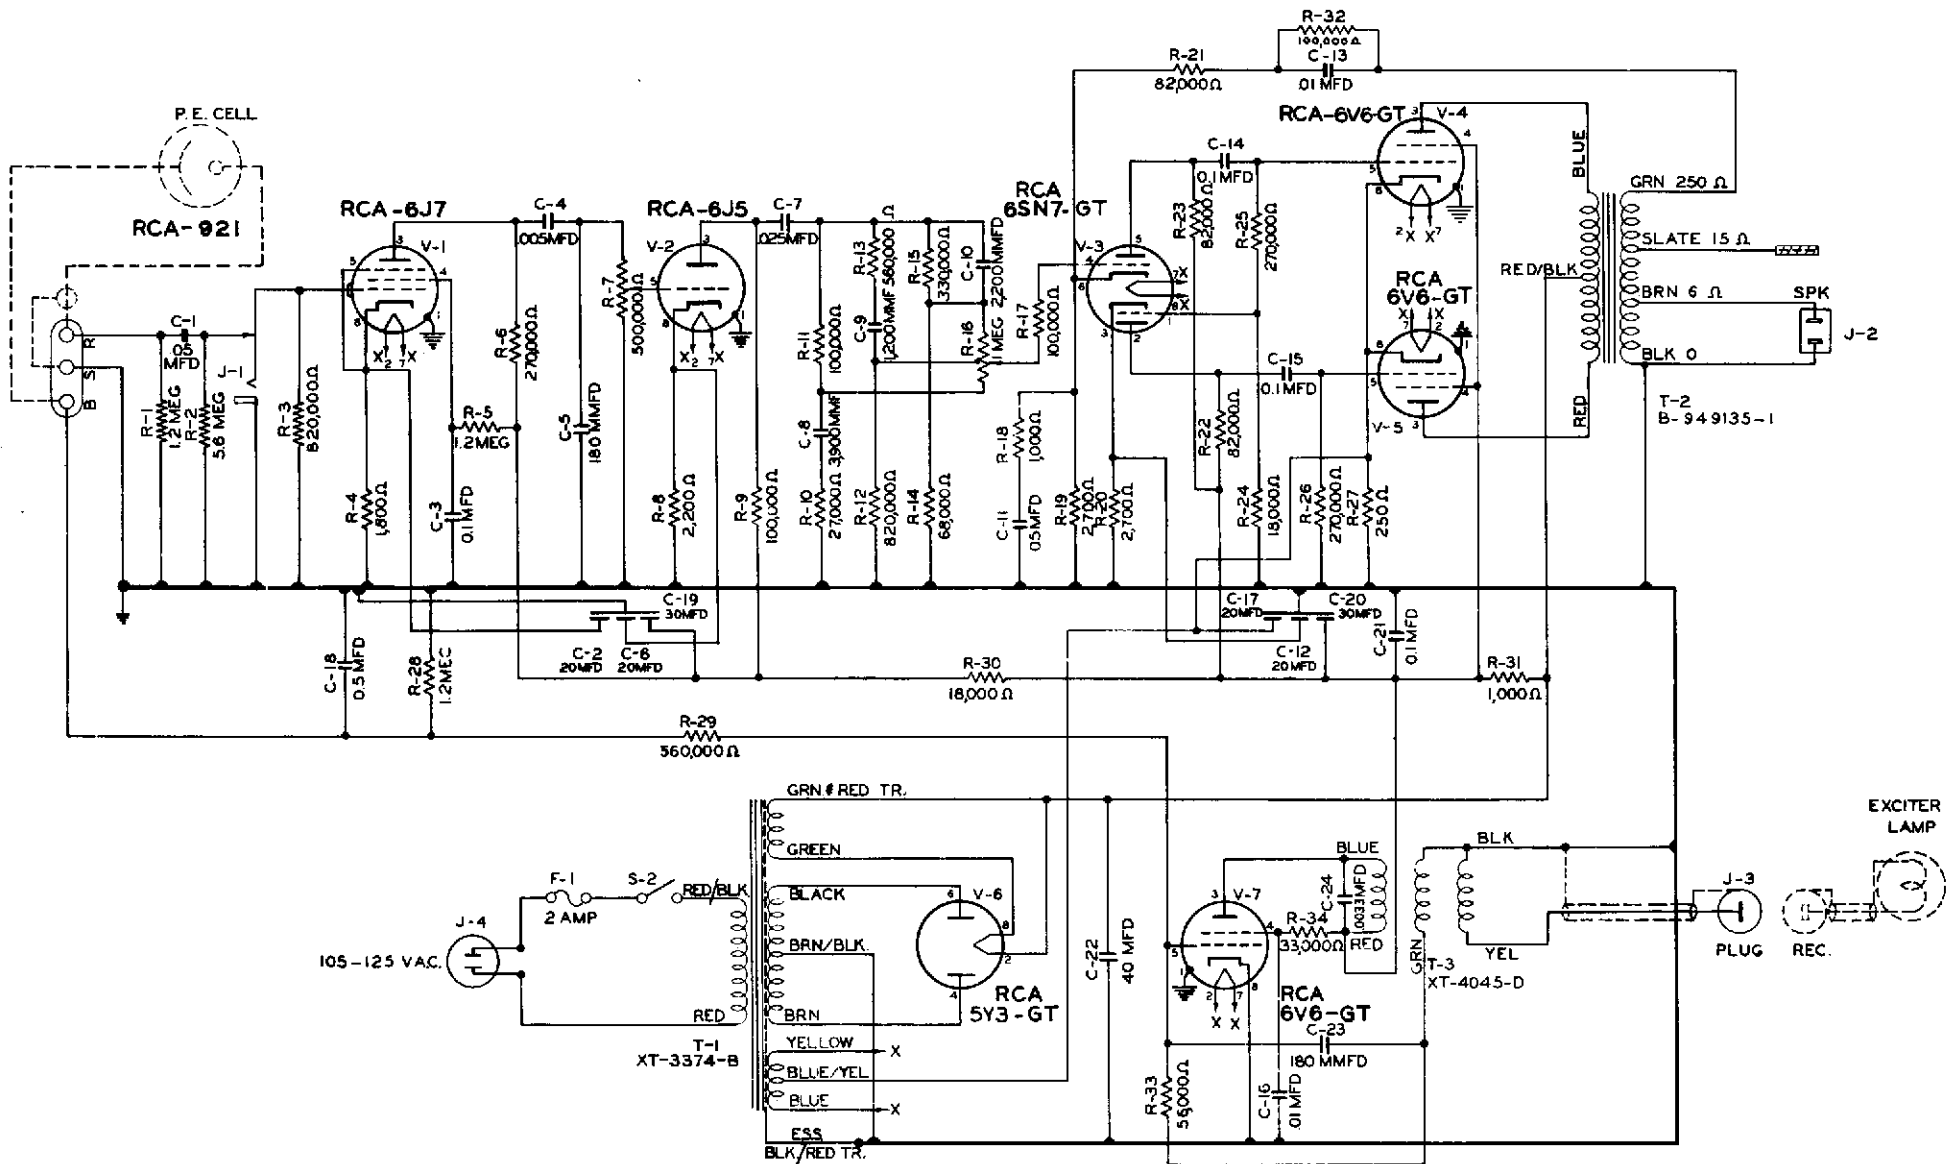 R-32
100,000Ω
C-13
.01 MFD
R-21
82,000Ω
P.E. CELL
RCA-921
RCA-6J7
V-1
C-4
.005MFD
RCA-6J5
V-2
C-7
.025MFD
RCA
6SN7-GT
V-3
C-14
0.1MFD
RCA-6V6-GT
V-4
BLUE
GRN 250 Ω
SLATE 15 Ω
RED/BLK
BRN 6 Ω
SPK
J-2
BLK 0
T-2
B-949135-1
RCA
6V6-GT
V-5
RED
R
S
B
C-1
.05
MFD
J-1
R-1
1.2 MEG
R-2
5.6 MEG
R-3
820,000Ω
R-4
1,800Ω
R-5
1.2MEG
C-3
0.1MFD
R-6
270,000Ω
C-5
180 MMFD
R-7
500,000Ω
R-8
2,200Ω
R-9
100,000Ω
R-11
100,000Ω
C-8
3,900MMF
R-10
27,000Ω
R-13
560,000 Ω
C-9
1,200MMF
R-12
820,000Ω
R-15
330,000Ω
R-14
68,000Ω
C-10
2,200MMFD
R-16
.1 MEG
R-17
100,000Ω
R-18
1,000Ω
C-11
.05MFD
R-19
2,700Ω
R-20
2,700Ω
R-23
82,000Ω
R-25
270,000Ω
C-15
0.1MFD
R-22
82,000Ω
R-24
18,000Ω
R-26
270,000Ω
R-27
250Ω
C-19
30MFD
C-2
20MFD
C-6
20MFD
C-17
20MFD
C-20
30MFD
C-12
20MFD
C-21
0.1MFD
C-18
0.5MFD
R-28
1.2MEG
R-30
18,000Ω
R-31
1,000Ω
R-29
560,000Ω
GRN & RED TR.
GREEN
BLACK
BRN/BLK.
BRN
YELLOW
X
BLUE/YEL
BLUE
X
ESS
BLK/RED TR.
F-1
2 AMP
S-2
RED/BLK
J-4
105-125 V.A.C.
RED
T-1
XT-3374-B
V-6
RCA
5Y3-GT
C-22
40 MFD
V-7
RCA
6V6-GT
R-34
33,000Ω
C-24
.0033MFD
BLUE
RED
GRN
BLK
YEL
T-3
XT-4045-D
C-23
180 MMFD
R-33
56,000Ω
C-16
.01 MFD
J-3
PLUG
REC.
EXCITER
LAMP